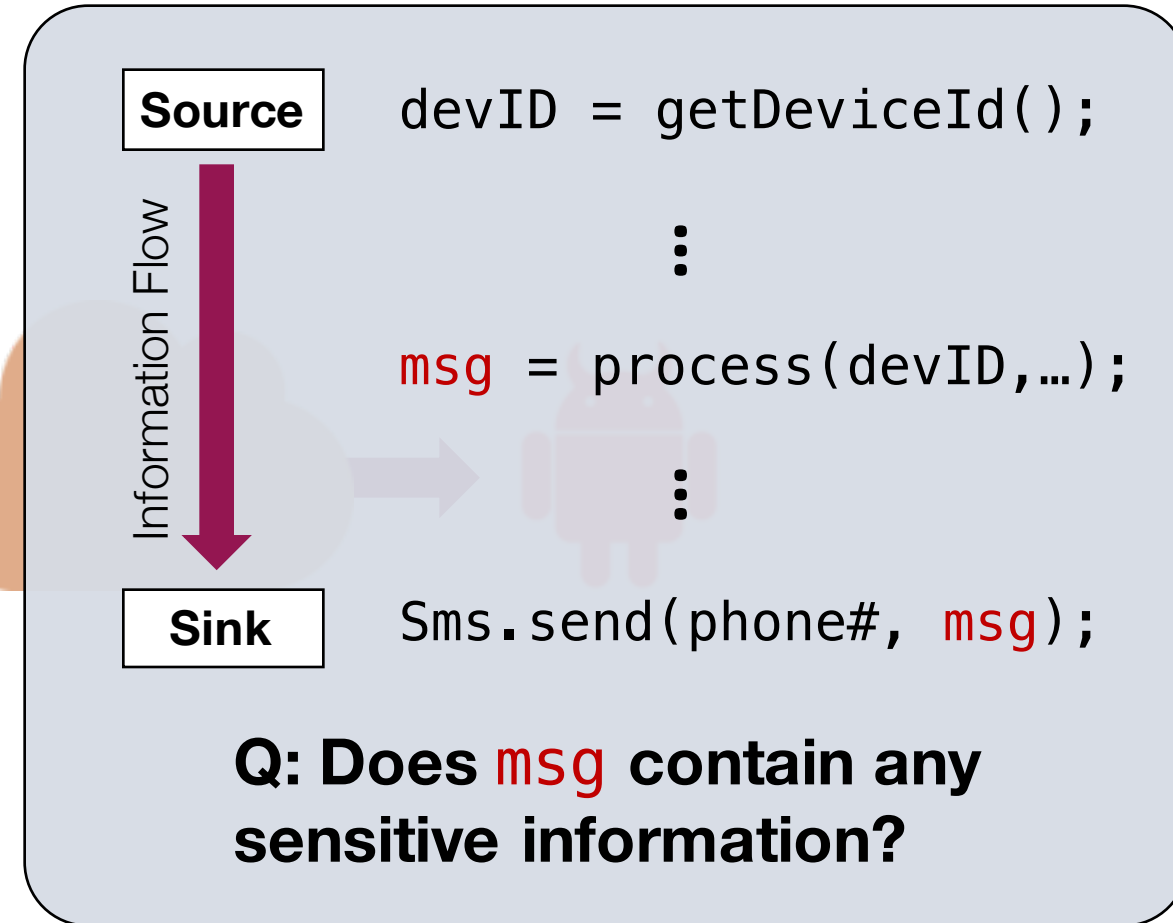 Source devID = getDeviceId();
⋮
Information Flow
msg = process(devID,…);
⋮
Sink Sms.send(phone#, msg);
Q: Does msg contain any
sensitive information?